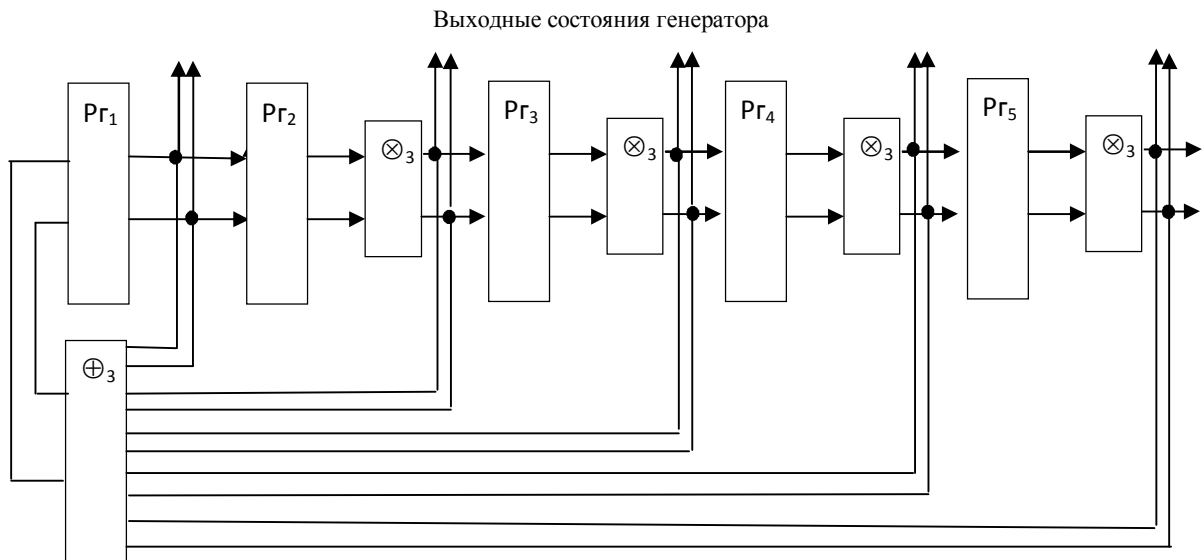 Выходные состояния генератора
Рг₁
Рг₂
⊗₃
Рг₃
⊗₃
Рг₄
⊗₃
Рг₅
⊗₃
⊕₃